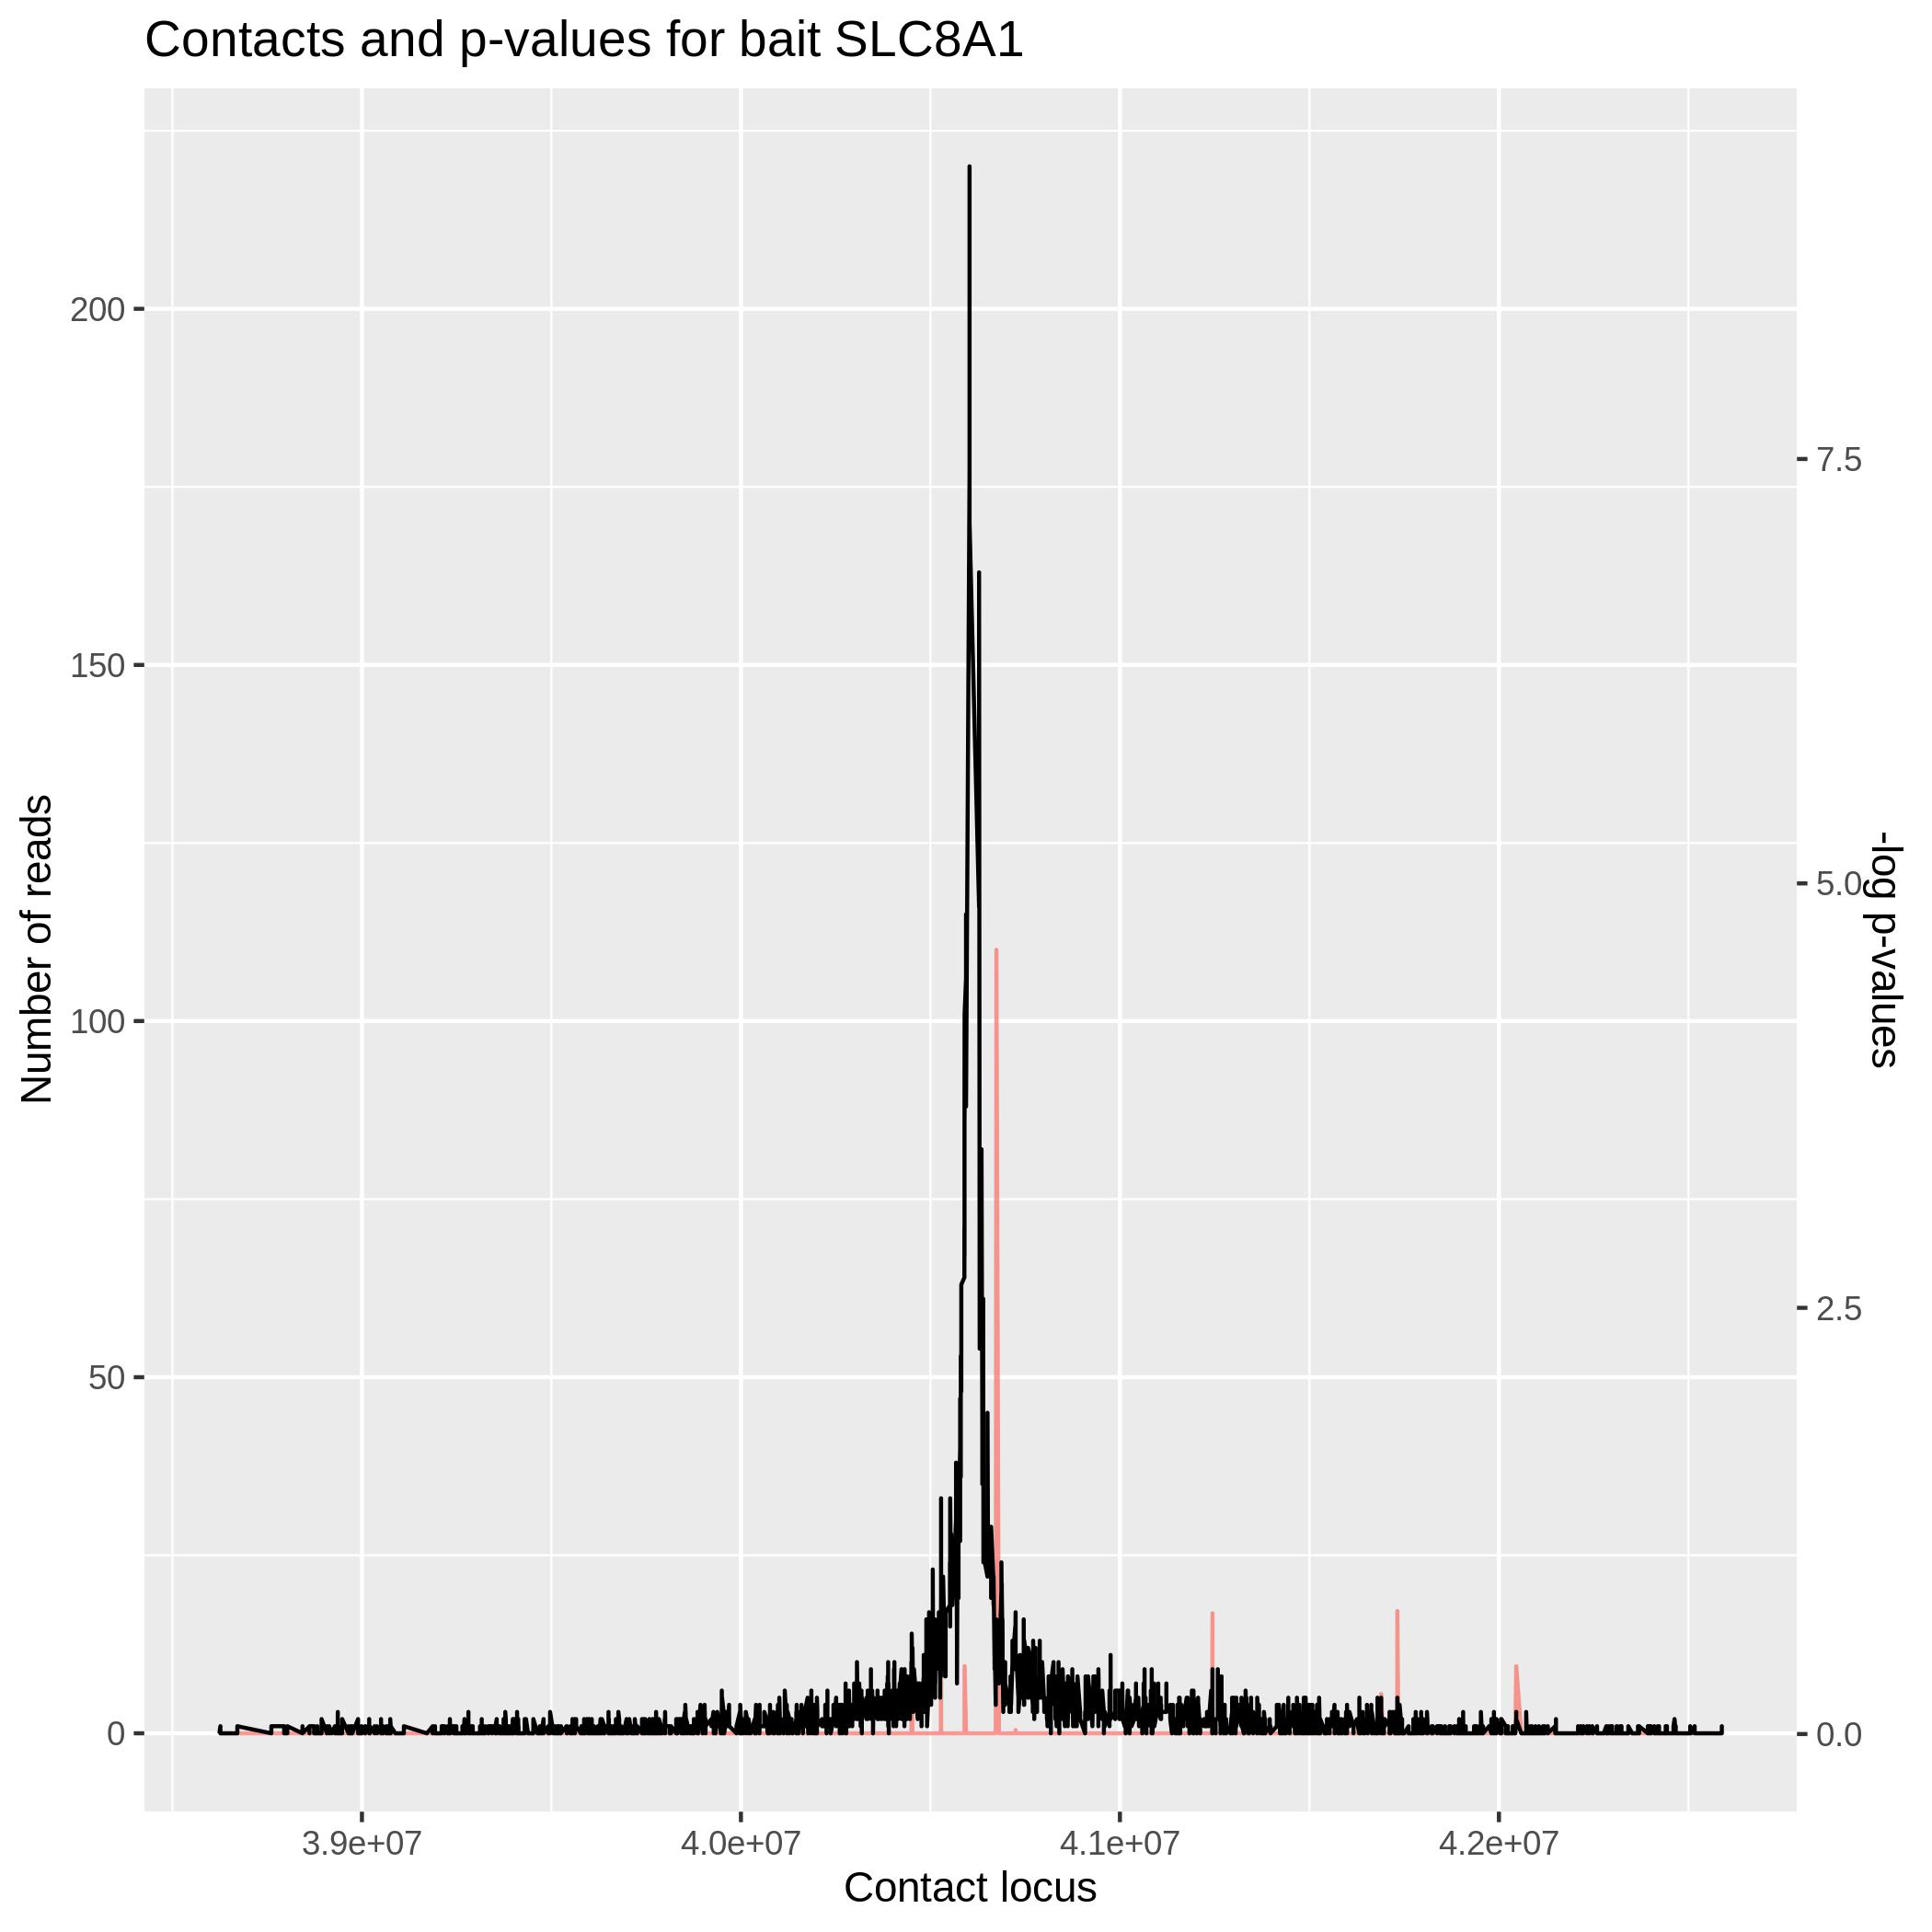 Contacts and p-values for bait SLC8A1
Number of reads
200
150
100
50
0
7.5
5.0
2.5
0.0
-log p-values
3.9e+07
4.0e+07
4.1e+07
4.2e+07
Contact locus